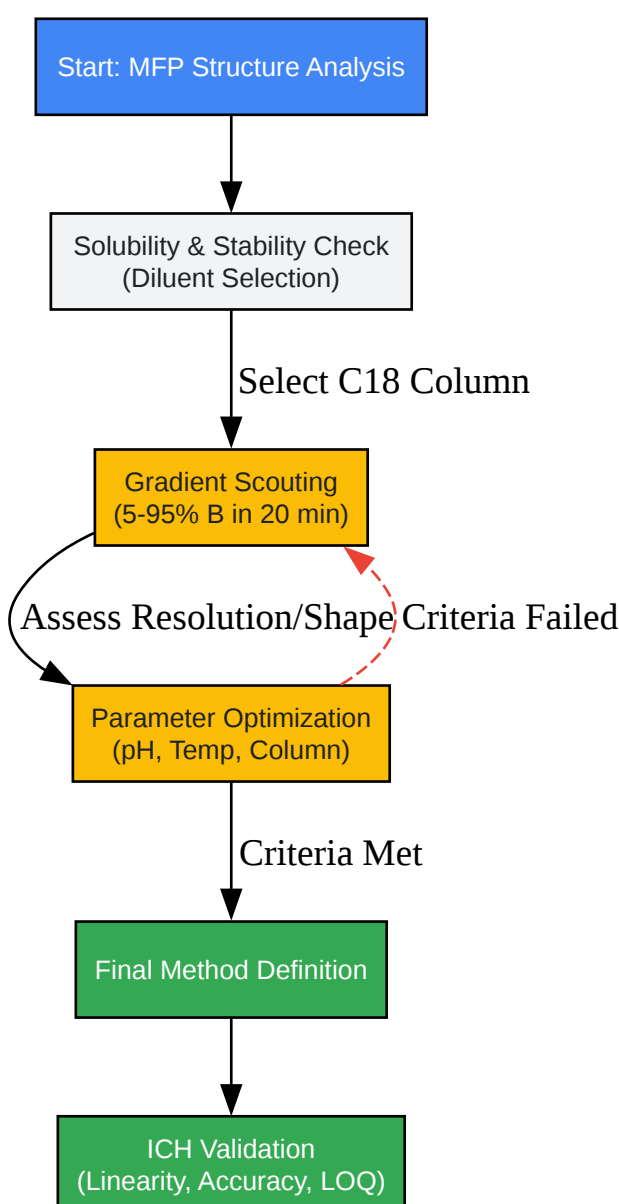 Start: MFP Structure Analysis
Solubility & Stability Check
(Diluent Selection)
Select C18 Column
Gradient Scouting
(5-95% B in 20 min)
Assess Resolution/Shape
Criteria Failed
Parameter Optimization
(pH, Temp, Column)
Criteria Met
Final Method Definition
ICH Validation
(Linearity, Accuracy, LOQ)